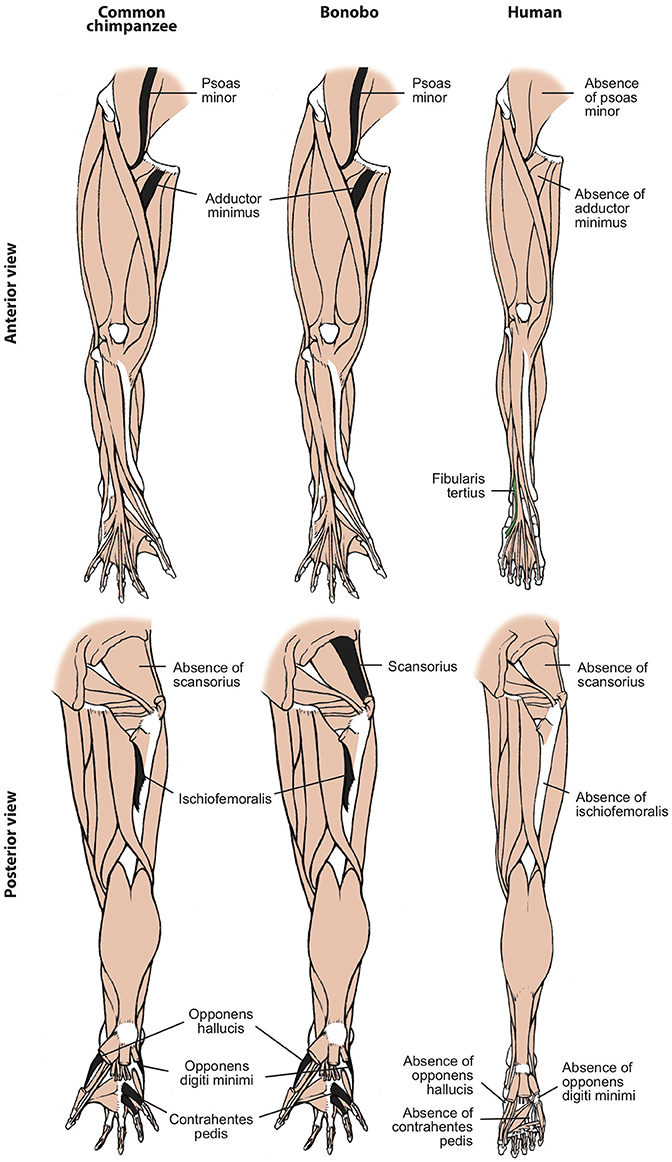 Common
chimpanzee
Bonobo
Human
Anterior view
Psoas
minor
Psoas
minor
Absence
of psoas
minor
Adductor
minimus
Absence of
adductor
minimus
Fibularis
tertius
Posterior view
Absence of
scansorius
Scansorius
Absence of
scansorius
Ischiofemoralis
Absence of
ischiofemoralis
Opponens
hallucis
Opponens
digiti minimi
Contrahentes
pedis
Absence of
opponens
hallucis
Absence of
opponens
digiti minimi
Absence of
contrahentes
pedis